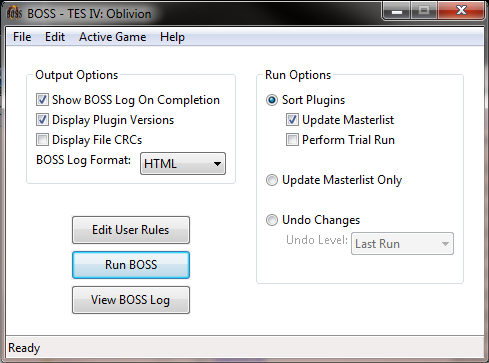 BOSS - TES IV: Oblivion
File Edit Active Game Help
Output Options
Show BOSS Log On Completion
Display Plugin Versions
Display File CRCs
BOSS Log Format: HTML
Run Options
Sort Plugins
Update Masterlist
Perform Trial Run
Update Masterlist Only
Undo Changes
Undo Level: Last Run
Edit User Rules
Run BOSS
View BOSS Log
Ready